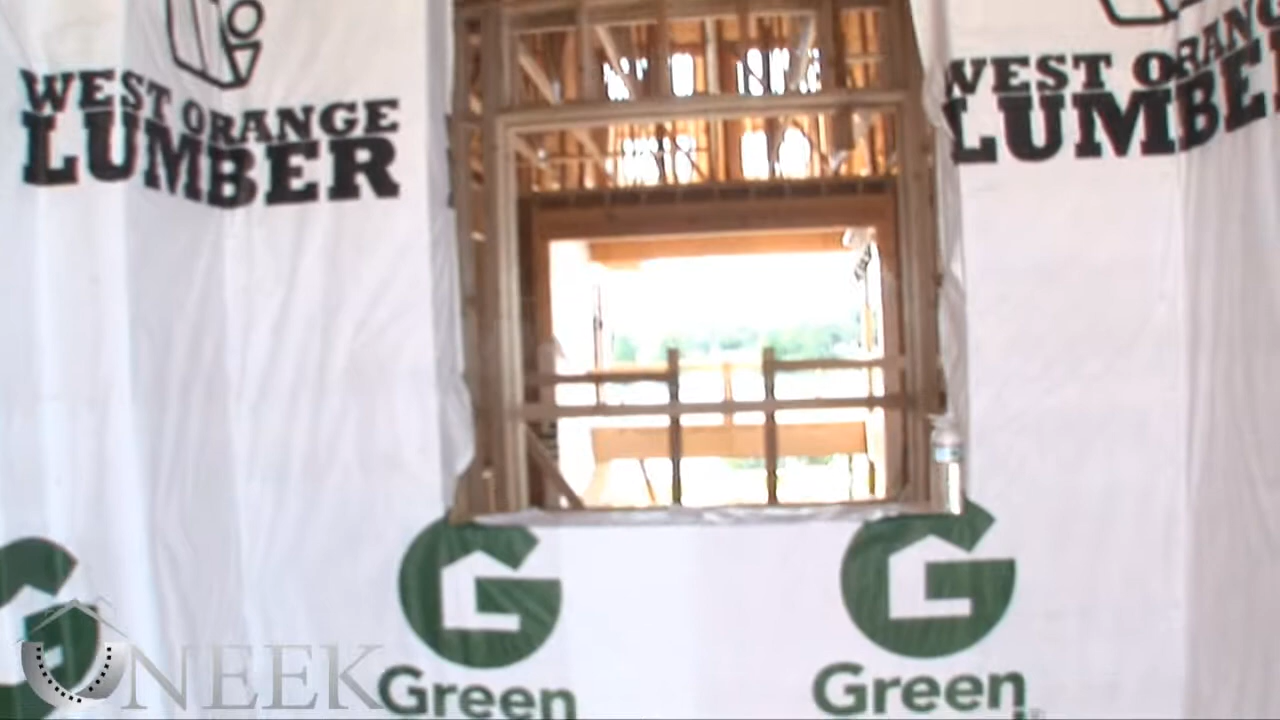 WEST ORANGE
LUMBER
WEST ORANGE
LUMBER
UNEEK
Green
Green